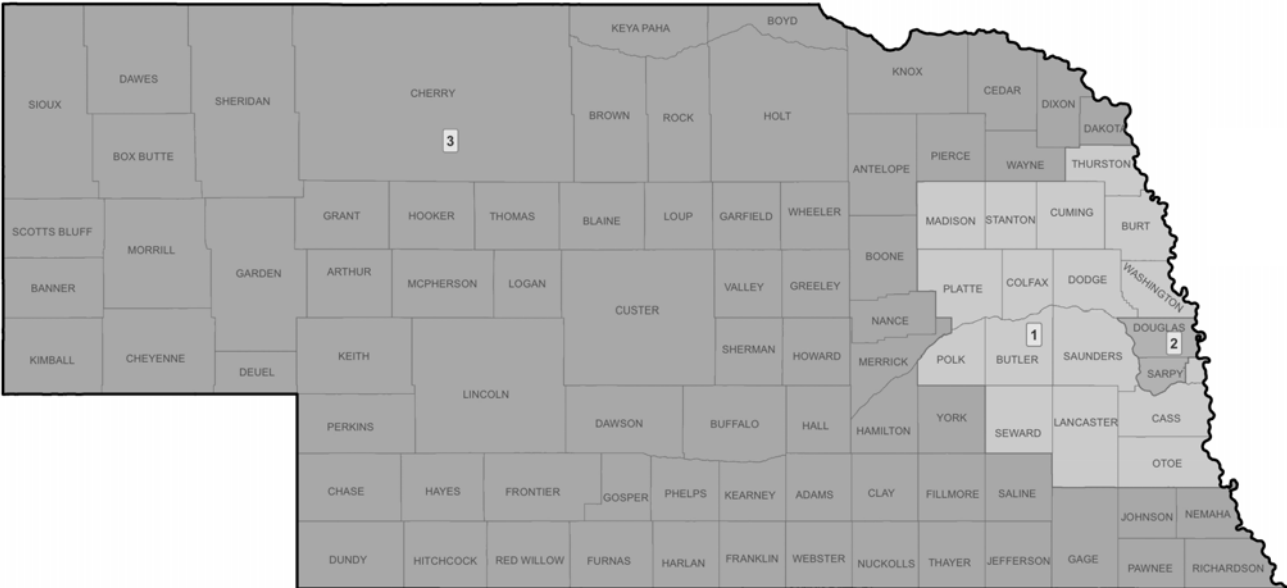 KEYA PAHA
BOYD
KNOX
DAWES
SIOUX
SHERIDAN
CHERRY
BROWN
ROCK
HOLT
CEDAR
DIXON
DAKOTA
3
BOX BUTTE
ANTELOPE
PIERCE
WAYNE
THURSTON
SCOTTS BLUFF
MORRILL
GRANT
HOOKER
THOMAS
BLAINE
LOUP
GARFIELD
WHEELER
MADISON
STANTON
CUMING
BURT
BANNER
GARDEN
ARTHUR
MCPHERSON
LOGAN
CUSTER
VALLEY
GREELEY
BOONE
PLATTE
COLFAX
DODGE
WASHINGTON
NANCE
KIMBALL
CHEYENNE
DEUEL
KEITH
LINCOLN
SHERMAN
HOWARD
MERRICK
POLK
1
BUTLER
SAUNDERS
DOUGLAS
2
SARPY
PERKINS
DAWSON
BUFFALO
HALL
HAMILTON
YORK
SEWARD
LANCASTER
CASS
OTOE
CHASE
HAYES
FRONTIER
GOSPER
PHELPS
KEARNEY
ADAMS
CLAY
FILLMORE
SALINE
JOHNSON
NEMAHA
DUNDY
HITCHCOCK
RED WILLOW
FURNAS
HARLAN
FRANKLIN
WEBSTER
NUCKOLLS
THAYER
JEFFERSON
GAGE
PAWNEE
RICHARDSON